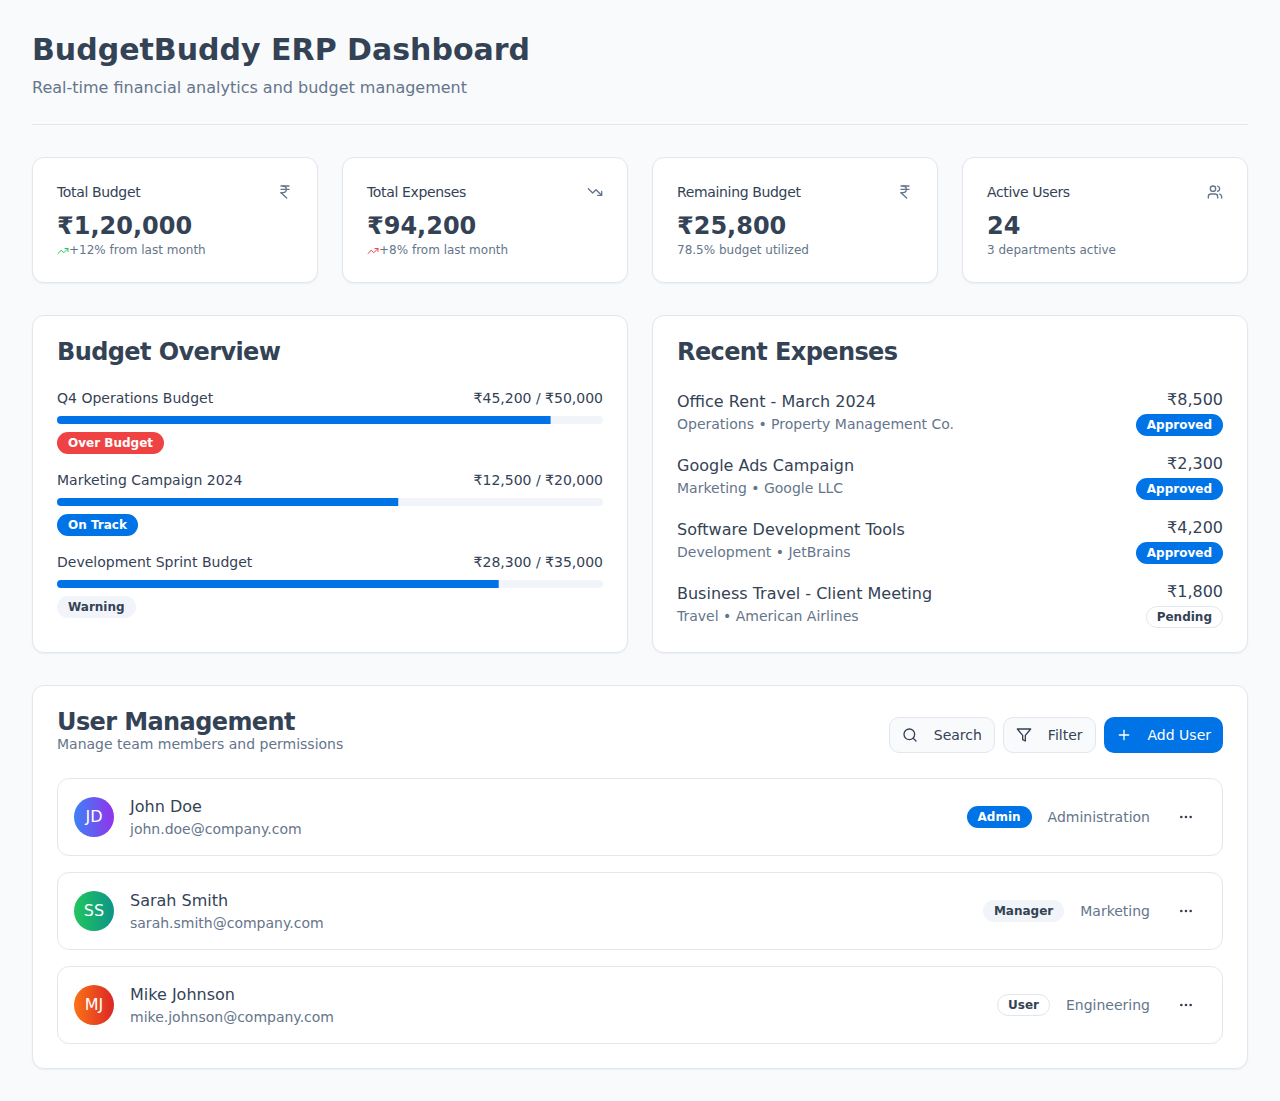 BudgetBuddy ERP Dashboard
Real-time financial analytics and budget management
Total Budget
₹
₹1,20,000
+12% from last month
Total Expenses
₹94,200
+8% from last month
Remaining Budget
₹
₹25,800
78.5% budget utilized
Active Users
24
3 departments active
Budget Overview
Q4 Operations Budget ₹45,200 / ₹50,000
Over Budget
Marketing Campaign 2024 ₹12,500 / ₹20,000
On Track
Development Sprint Budget ₹28,300 / ₹35,000
Warning
Recent Expenses
Office Rent - March 2024 ₹8,500
Operations • Property Management Co. Approved
Google Ads Campaign ₹2,300
Marketing • Google LLC Approved
Software Development Tools ₹4,200
Development • JetBrains Approved
Business Travel - Client Meeting ₹1,800
Travel • American Airlines Pending
User Management
Manage team members and permissions
Search Filter + Add User
JD
John Doe
john.doe@company.com
Admin Administration ...
SS
Sarah Smith
sarah.smith@company.com
Manager Marketing ...
MJ
Mike Johnson
mike.johnson@company.com
User Engineering ...